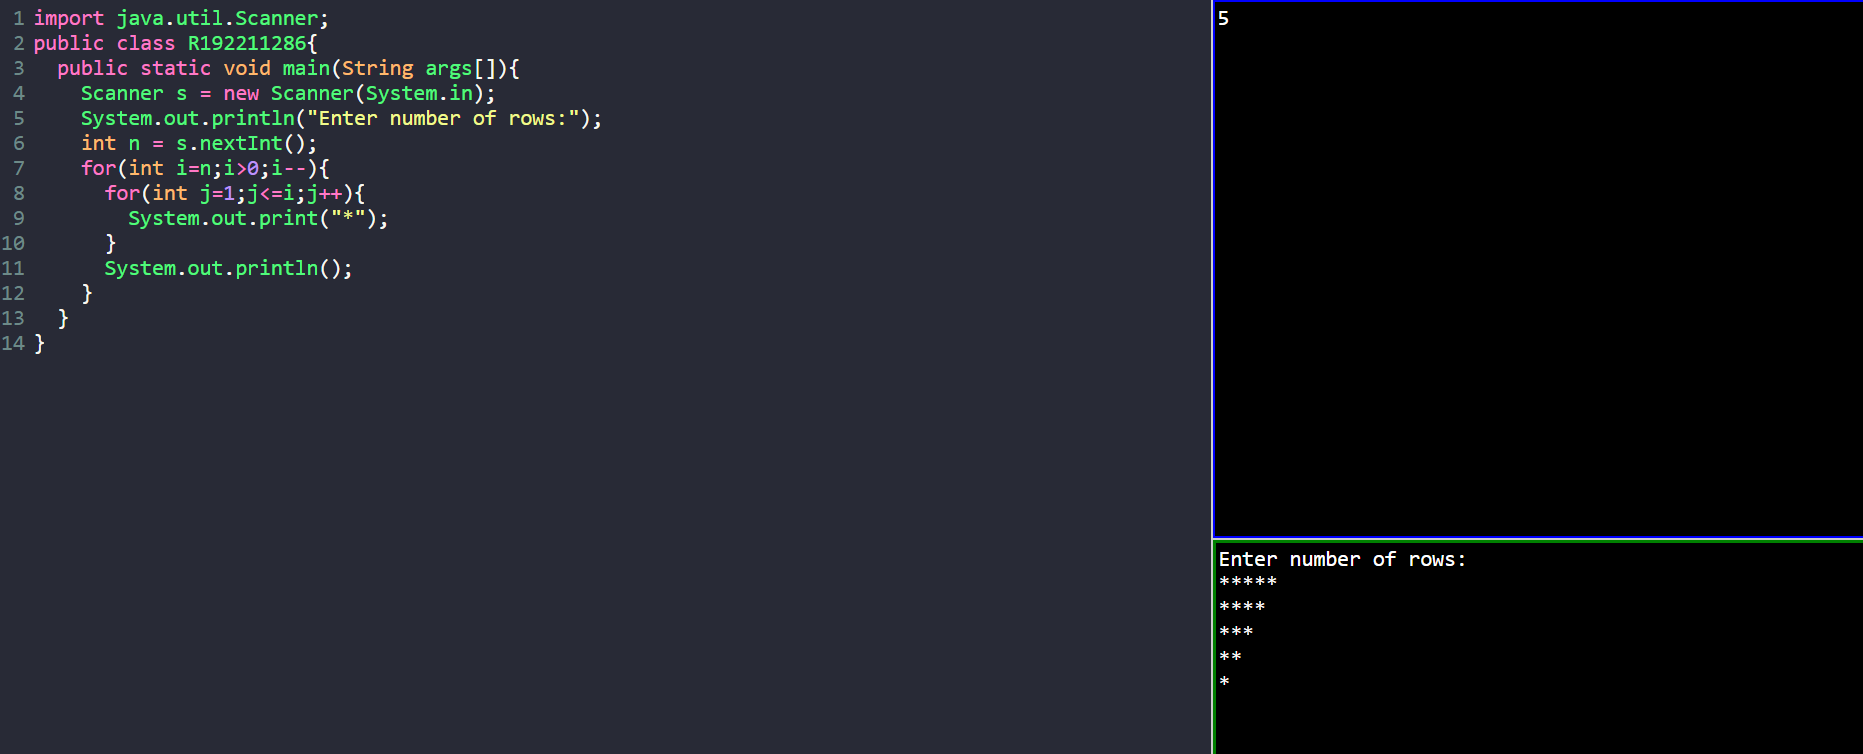 1 import java.util.Scanner;
2 public class R192211286{
3   public static void main(String args[]){
4     Scanner s = new Scanner(System.in);
5     System.out.println("Enter number of rows:");
6     int n = s.nextInt();
7     for(int i=n;i>0;i--){
8       for(int j=1;j<=i;j++){
9         System.out.print("*");
10       }
11       System.out.println();
12     }
13   }
14 }
5
Enter number of rows:
*****
****
***
**
*